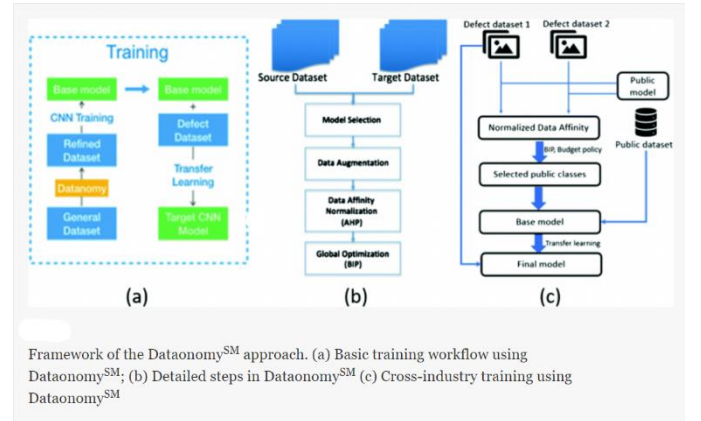 Training
Base model
Base model
CNN Training
+
Refined
Dataset
Defect
Dataset
Datanomy
Transfer
Learning
General
Dataset
Target CNN
Model
(a)
Source Dataset
Target Dataset
Model Selection
Data Augmentation
Data Affinity
Normalization
(AHP)
Global Optimization
(BIP)
(b)
Defect dataset 1
Defect dataset 2
Public
model
Normalized Data Affinity
Public dataset
BIP, Budget policy
Selected public classes
Base model
Transfer learning
Final model
(c)
Framework of the DataonomySM approach. (a) Basic training workflow using
DataonomySM; (b) Detailed steps in DataonomySM (c) Cross-industry training using
DataonomySM